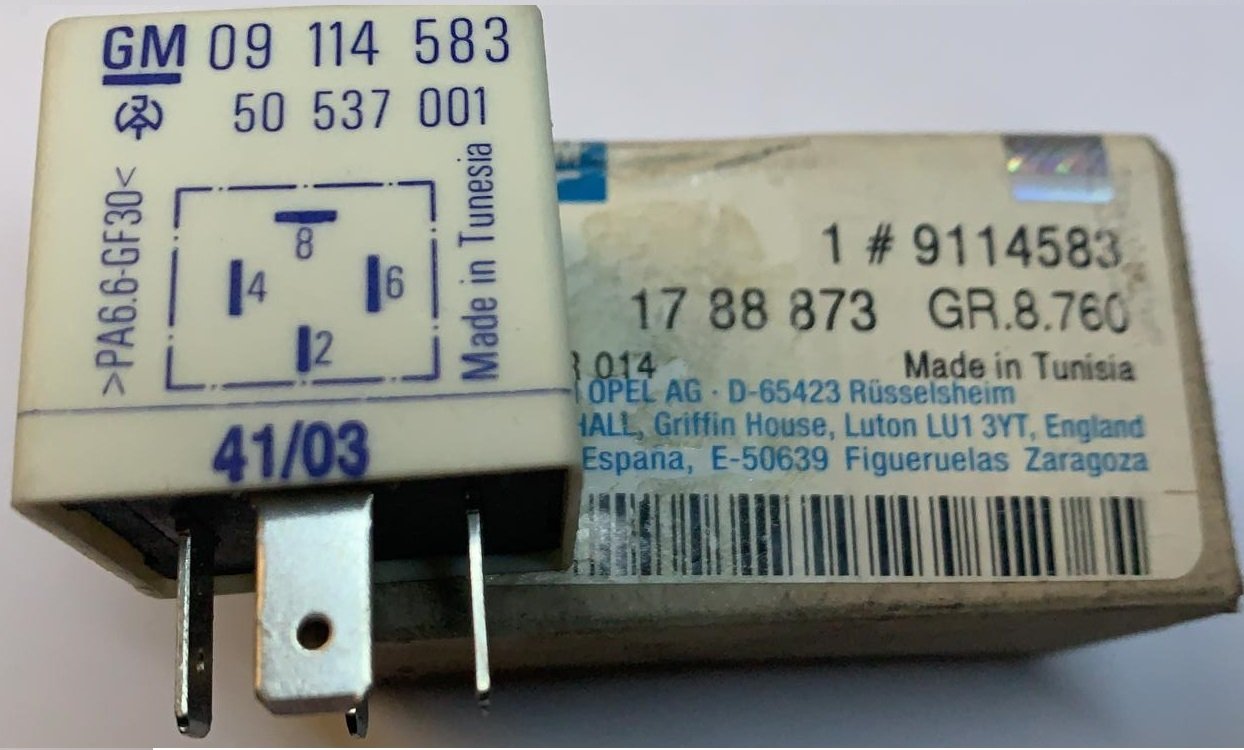 GM 09 114 583
50 537 001
>PA6.6-GF30<
8
4
6
2
Made in Tunesia
41/03
1 # 9114583
17 88 873 GR.8.760
014
Made in Tunisia
OPEL AG · D-65423 Rüsselsheim
Griffin House, Luton LU1 3YT, England
España, E-50639 Figueruelas Zaragoza